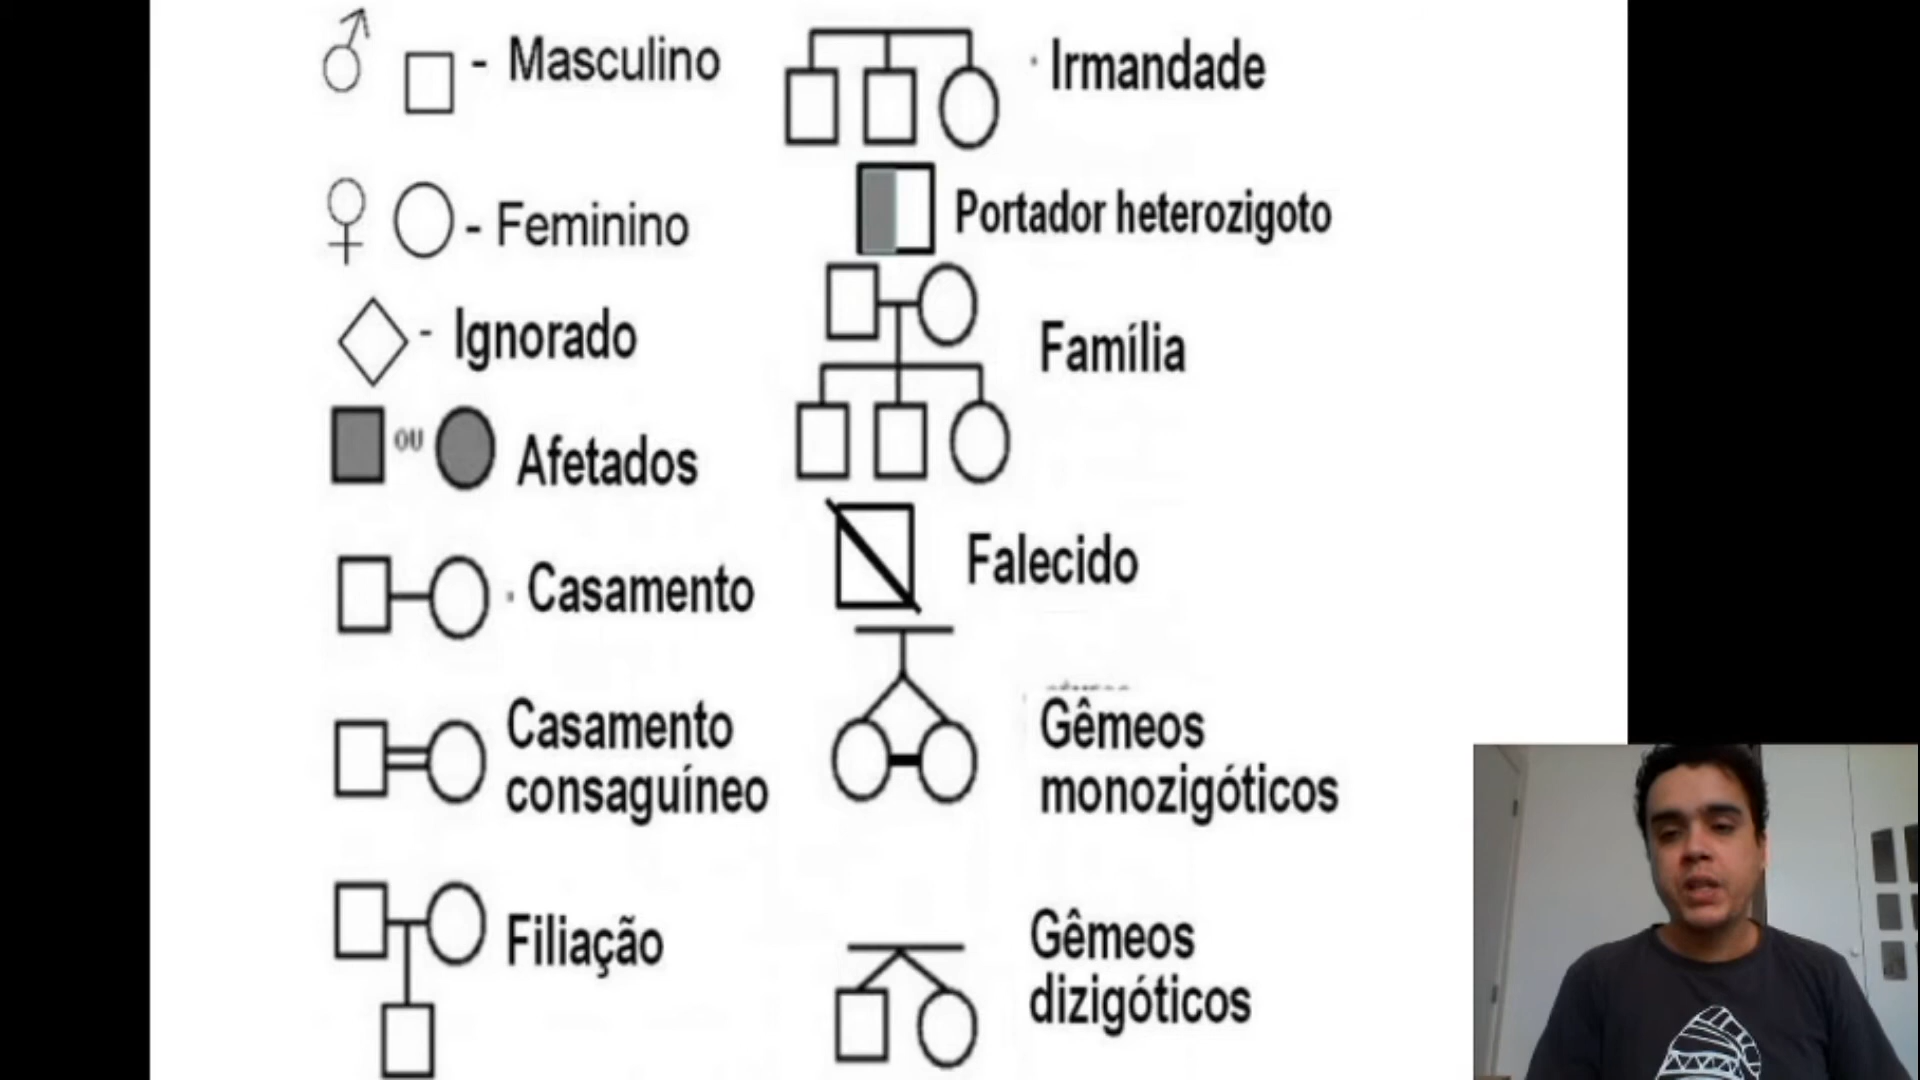 - Masculino
- Feminino
- Ignorado
OU Afetados
Casamento
Casamento
consaguíneo
Filiação
Irmandade
Portador heterozigoto
Família
Falecido
Gêmeos
monozigóticos
Gêmeos
dizigóticos